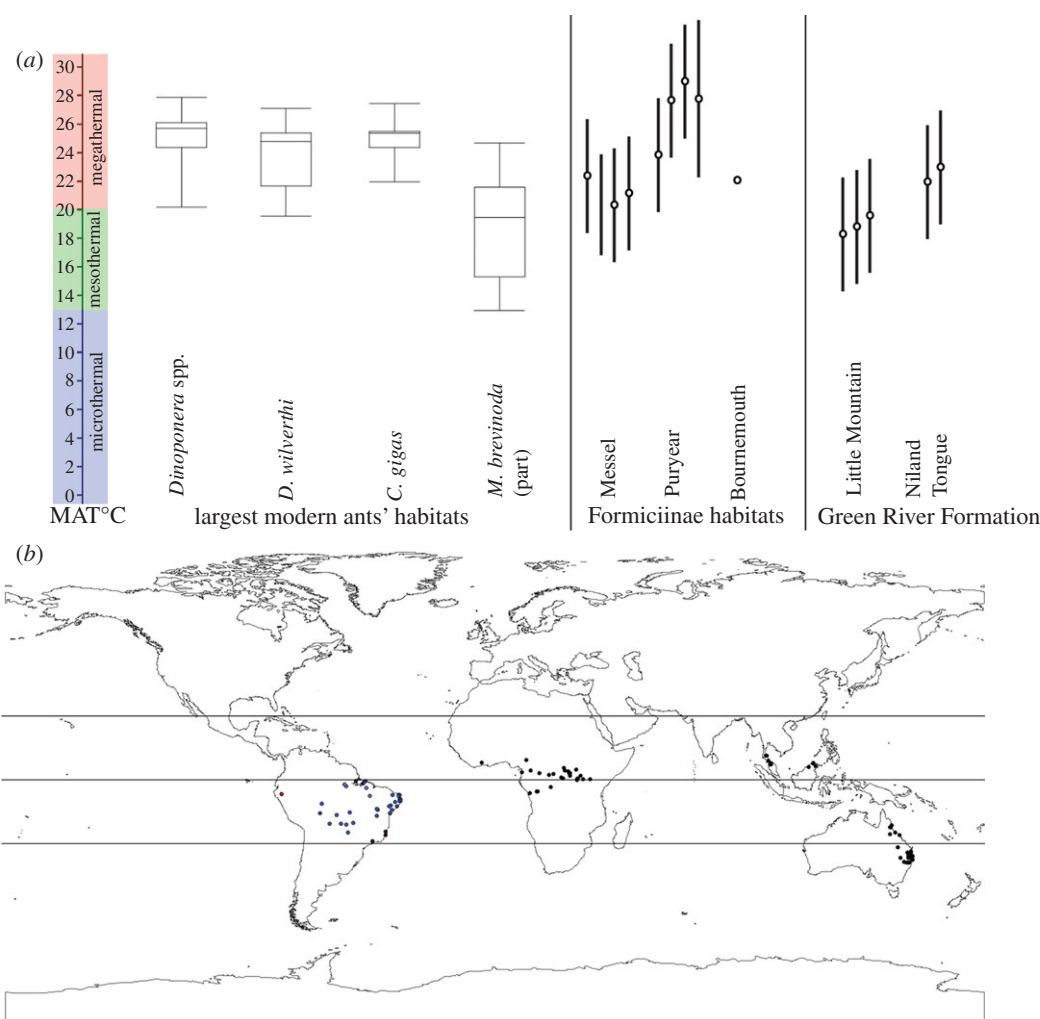 (a)
30
28
26
24
22
20
18
16
14
12
10
8
6
4
2
0
megathermal
mesothermal
microthermal
MAT°C
Dinoponera spp.
D. wilverthi
C. gigas
M. brevinoda
(part)
largest modern ants’ habitats
Messel
Puryear
Bournemouth
Formiciinae habitats
Little Mountain
Niland
Tongue
Green River Formation
(b)